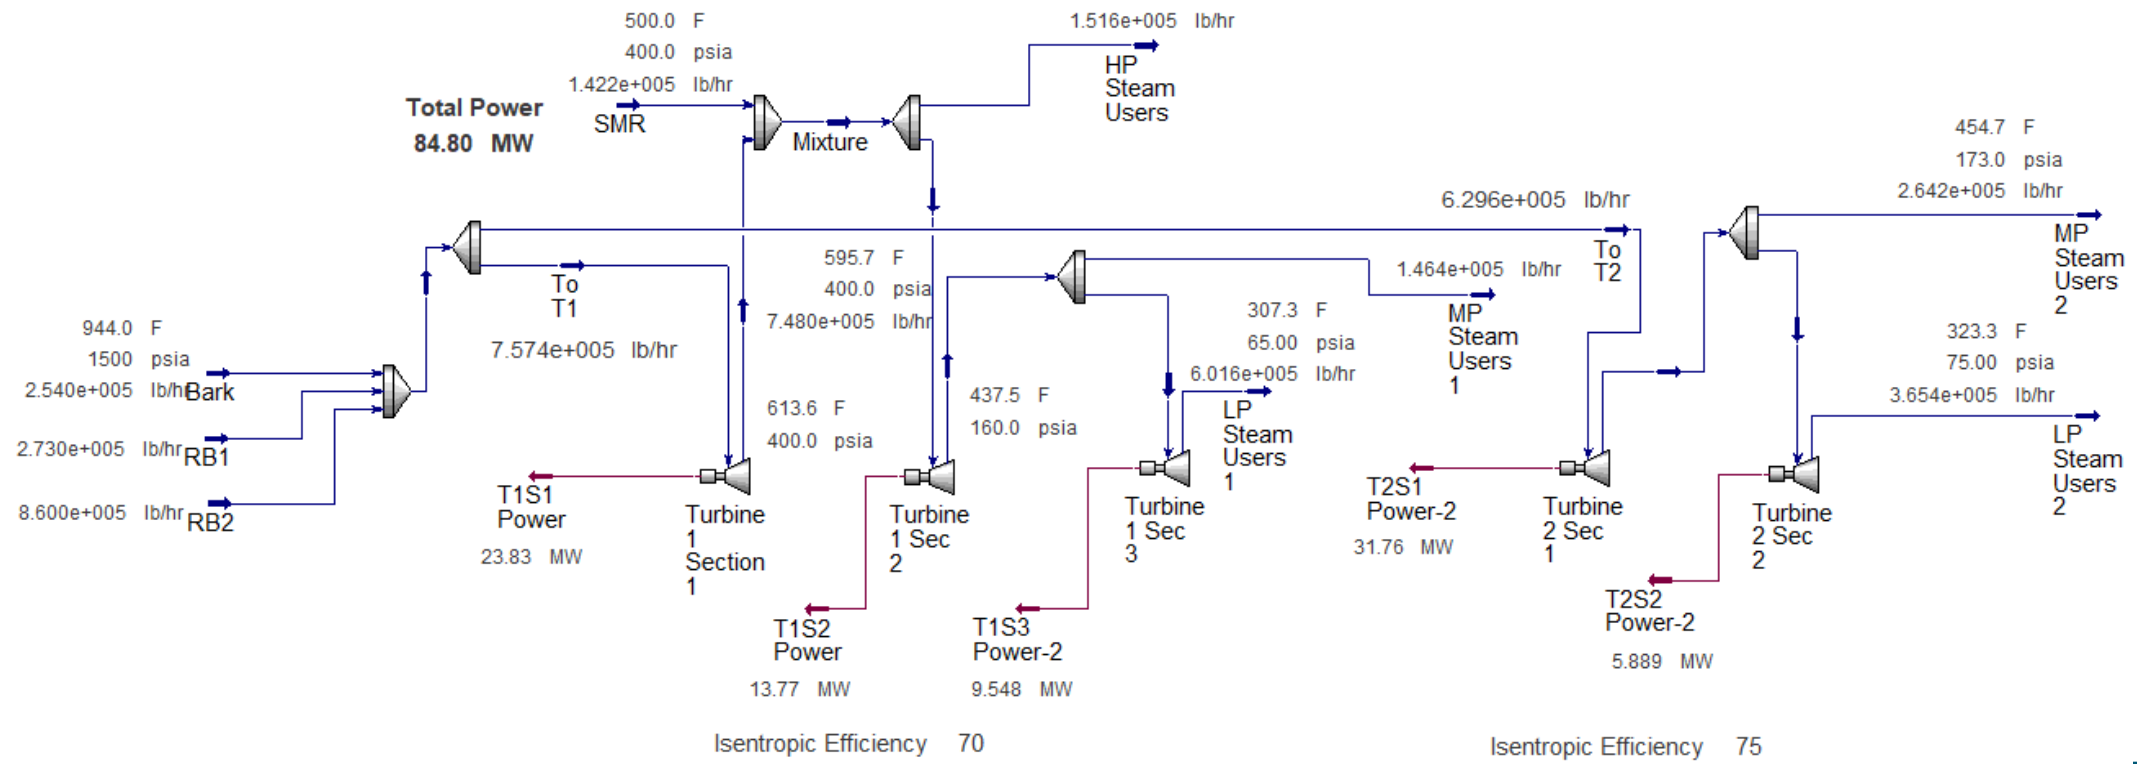 500.0 F
400.0 psia
1.422e+005 lb/hr
SMR
Total Power
84.80 MW
Mixture
1.516e+005 lb/hr
HP
Steam
Users
944.0 F
1500 psia
2.540e+005 lb/hr
Bark
2.730e+005 lb/hr
RB1
8.600e+005 lb/hr
RB2
To
T1
7.574e+005 lb/hr
595.7 F
400.0 psia
7.480e+005 lb/hr
613.6 F
400.0 psia
T1S1
Power
23.83 MW
Turbine
1
Section
1
437.5 F
160.0 psia
Turbine
1 Sec
2
T1S2
Power
13.77 MW
T1S3
Power-2
9.548 MW
Turbine
1 Sec
3
307.3 F
65.00 psia
6.016e+005 lb/hr
LP
Steam
Users
1
1.464e+005 lb/hr
MP
Steam
Users
1
6.296e+005 lb/hr
To
T2
T2S1
Power-2
31.76 MW
Turbine
2 Sec
1
T2S2
Power-2
5.889 MW
Turbine
2 Sec
2
454.7 F
173.0 psia
2.642e+005 lb/hr
MP
Steam
Users
2
323.3 F
75.00 psia
3.654e+005 lb/hr
LP
Steam
Users
2
Isentropic Efficiency 70
Isentropic Efficiency 75